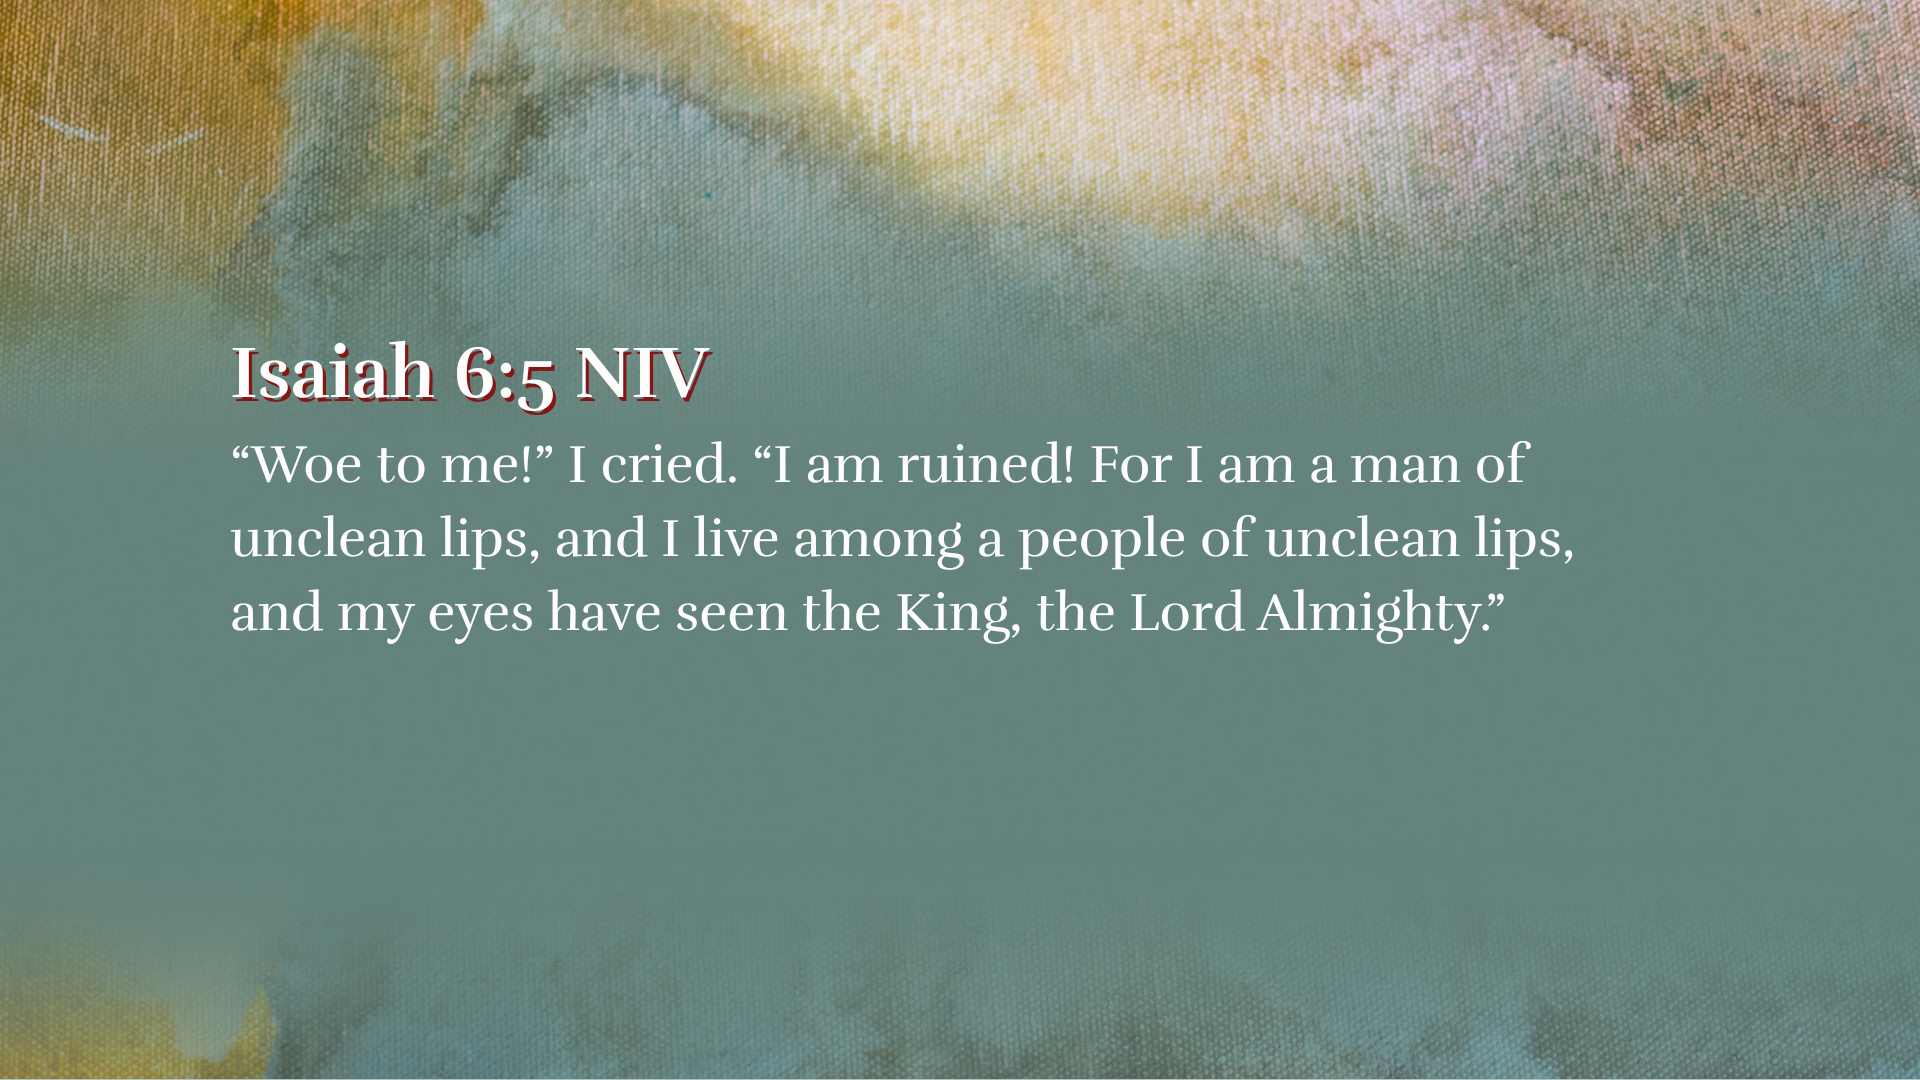 Isaiah 6:5 NIV
“Woe to me!” I cried. “I am ruined! For I am a man of
unclean lips, and I live among a people of unclean lips,
and my eyes have seen the King, the Lord Almighty.”